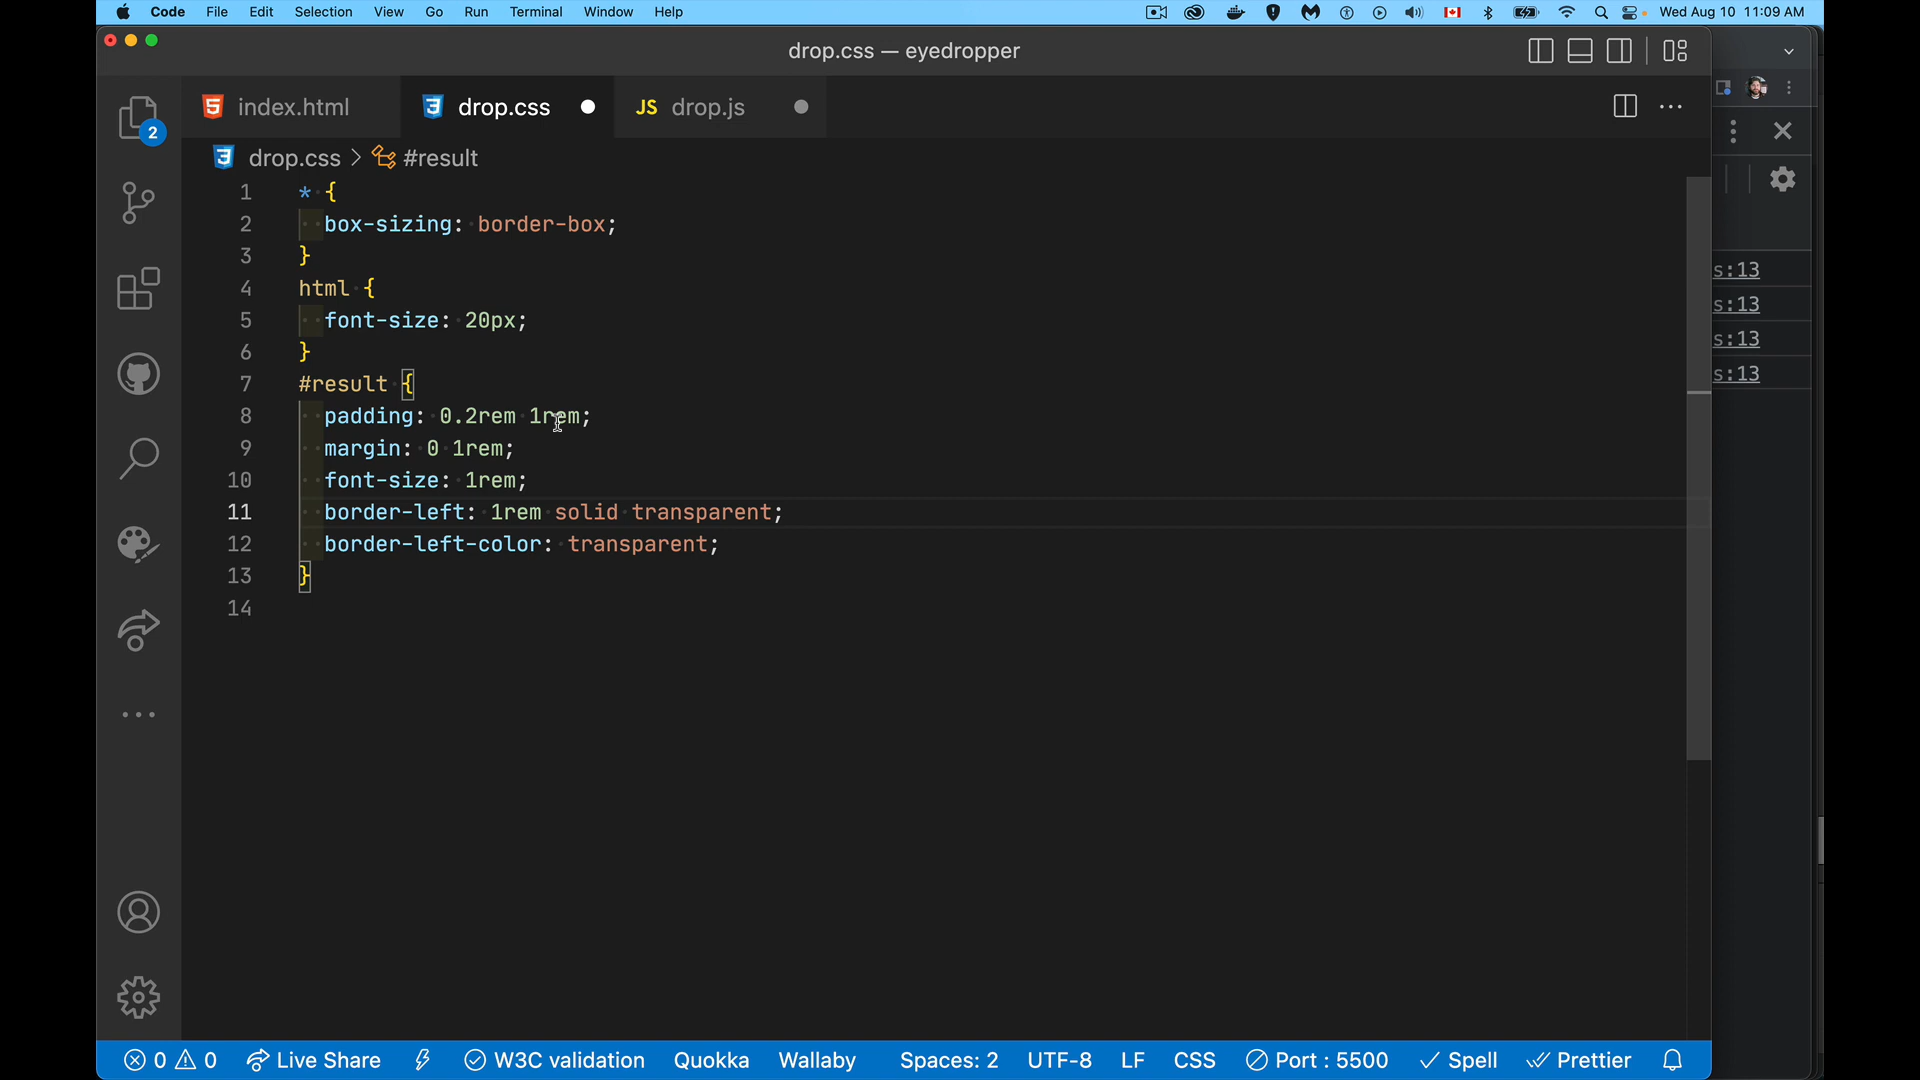 Code File Edit Selection View Go Run Terminal Window Help Wed Aug 10 11:09 AM
drop.css — eyedropper
index.html drop.css JS drop.js
drop.css > #result
1 * {
2 box-sizing: border-box;
3 }
4 html {
5 font-size: 20px;
6 }
7 #result {
8 padding: 0.2rem 1rem;
9 margin: 0 1rem;
10 font-size: 1rem;
11 border-left: 1rem solid transparent;
12 border-left-color: transparent;
13 }
14
2
s:13
s:13
s:13
s:13
0 0 Live Share W3C validation Quokka Wallaby Spaces: 2 UTF-8 LF CSS Port : 5500 Spell Prettier